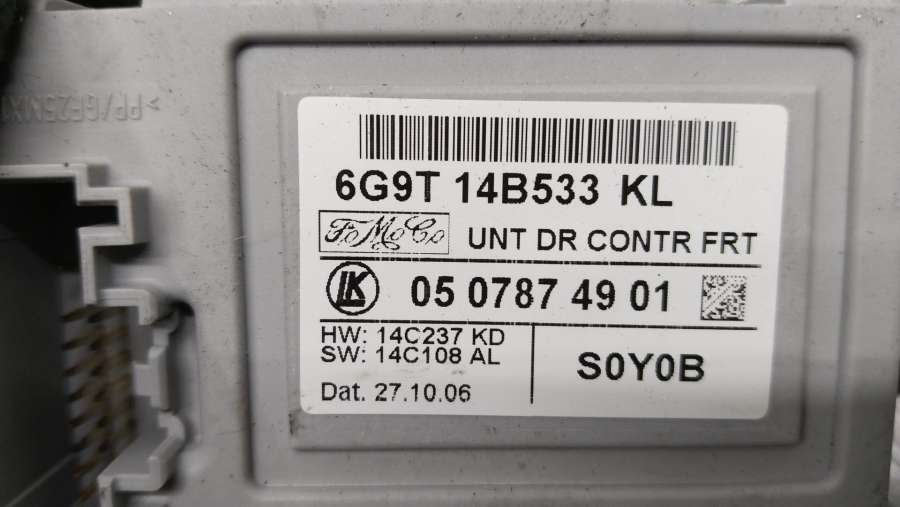 6G9T 14B533 KL
FoMoCo
UNT DR CONTR FRT
LK
05 0787 49 01
HW: 14C237 KD
SW: 14C108 AL
Dat. 27.10.06
S0Y0B